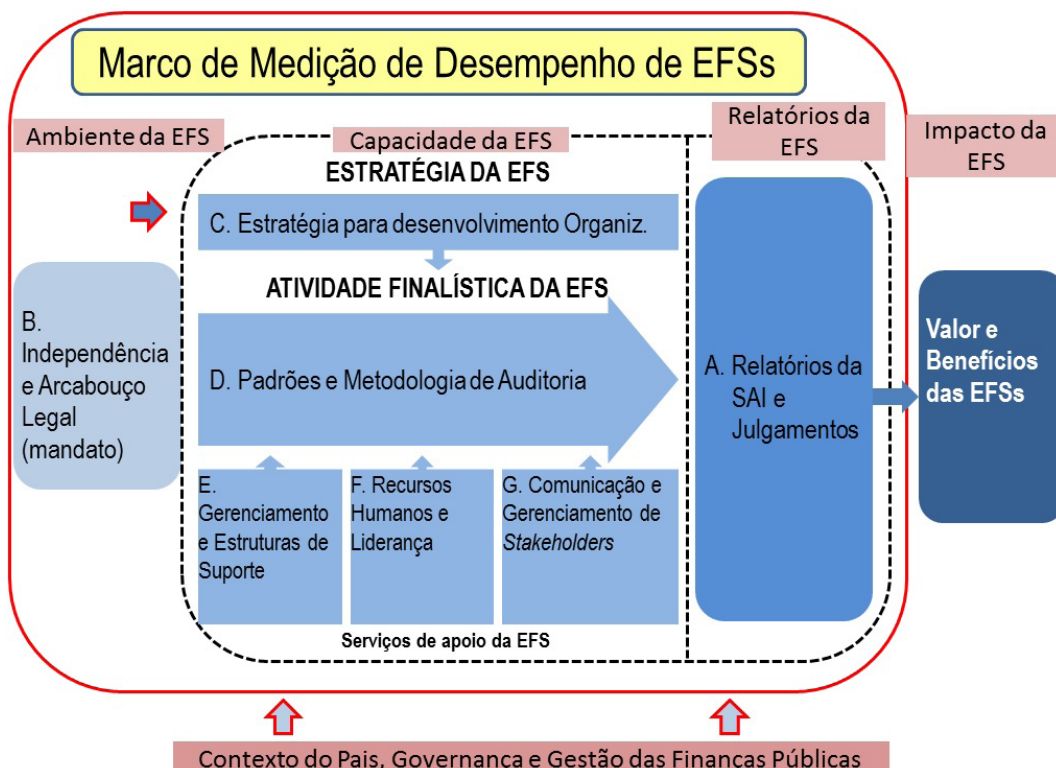 Marco de Medição de Desempenho de EFSs
Ambiente da EFS
Capacidade da EFS
Relatórios da
EFS
Impacto da
EFS
ESTRATÉGIA DA EFS
C. Estratégia para desenvolvimento Organiz.
ATIVIDADE FINALÍSTICA DA EFS
B.
Independência
e Arcabouço
Legal
(mandato)
D. Padrões e Metodologia de Auditoria
A. Relatórios da
SAI e
Julgamentos
Valor e
Benefícios
das EFSs
E.
Gerenciamento
e Estruturas de
Suporte
F. Recursos
Humanos e
Liderança
G. Comunicação e
Gerenciamento de
Stakeholders
Serviços de apoio da EFS
Contexto do Pais, Governança e Gestão das Finanças Públicas